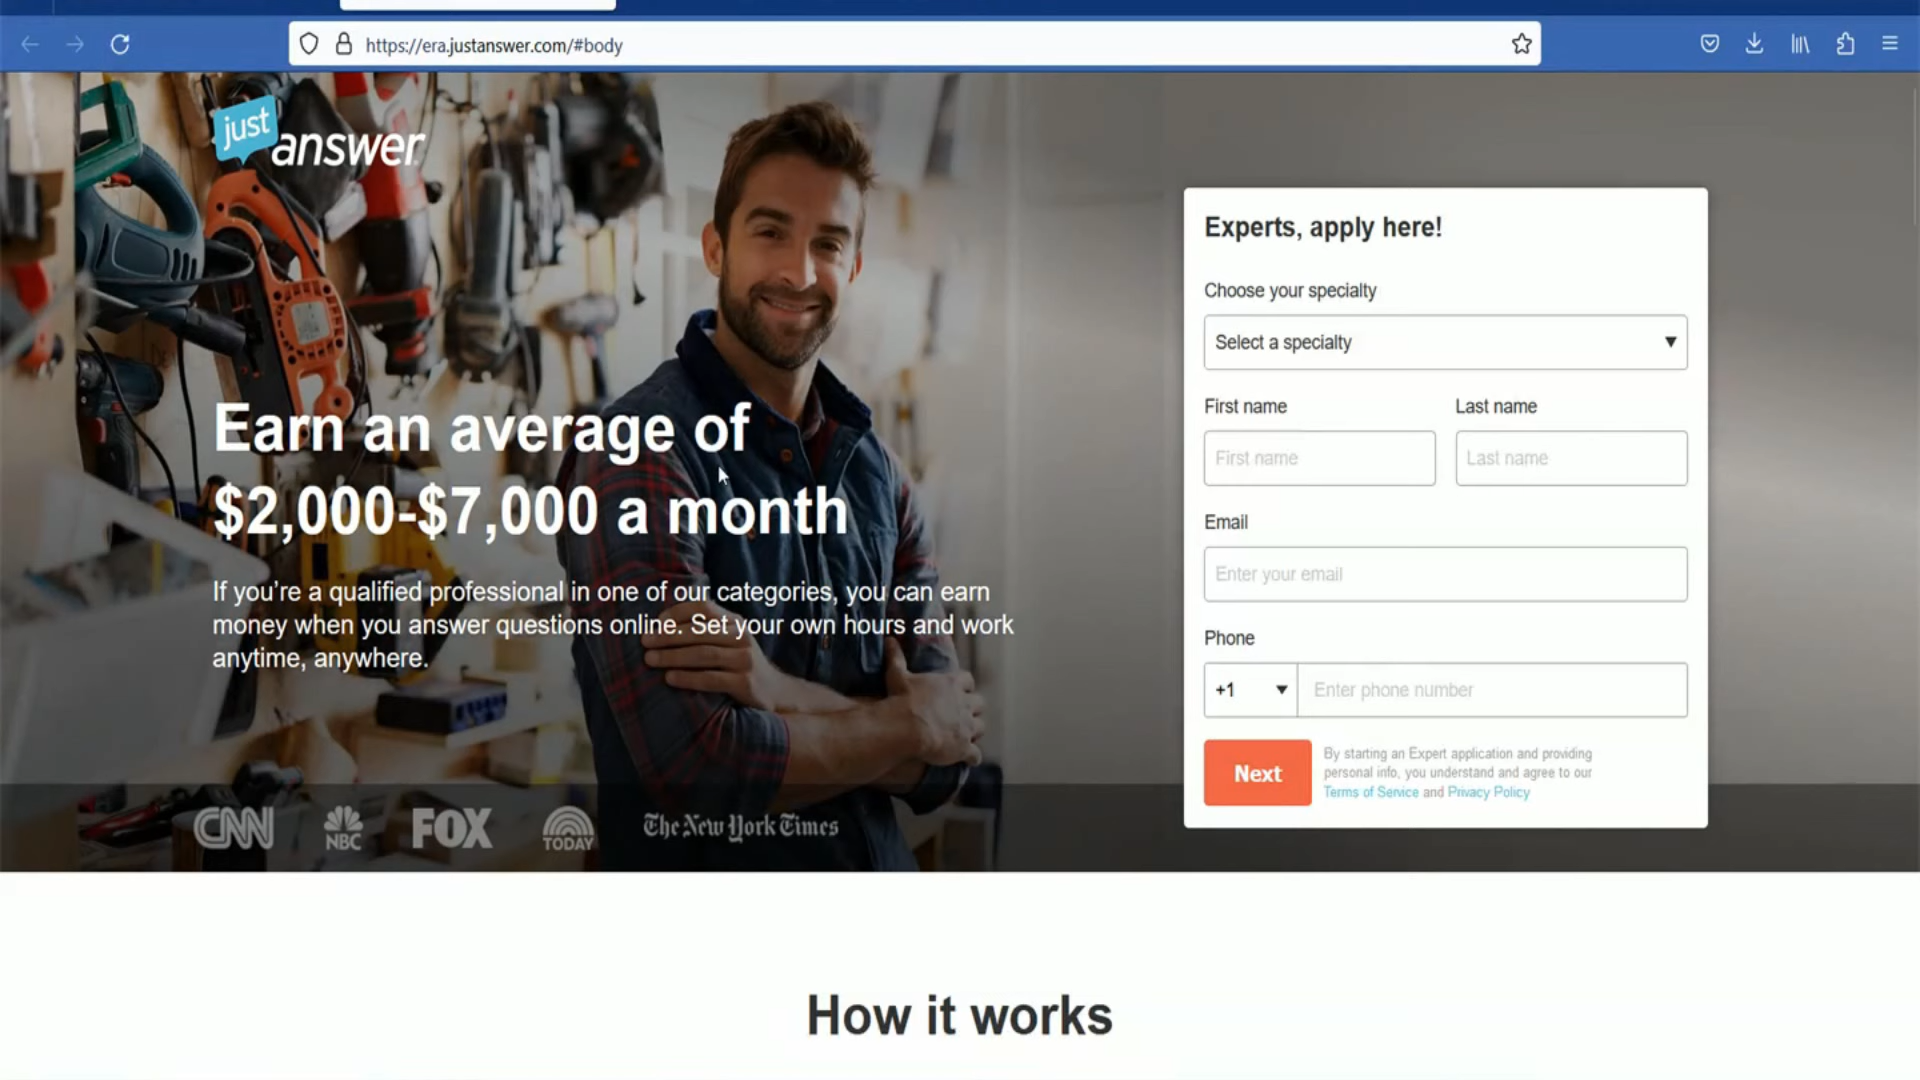 https://era.justanswer.com/#body
just
answer
Earn an average of
$2,000-$7,000 a month
If you're a qualified professional in one of our categories, you can earn
money when you answer questions online. Set your own hours and work
anytime, anywhere.
CNN
NBC
FOX
TODAY
The New York Times
Experts, apply here!
Choose your specialty
Select a specialty
First name
Last name
First name
Last name
Email
Enter your email
Phone
+1
Enter phone number
Next
By starting an Expert application and providing
personal info, you understand and agree to our
Terms of Service and Privacy Policy
How it works